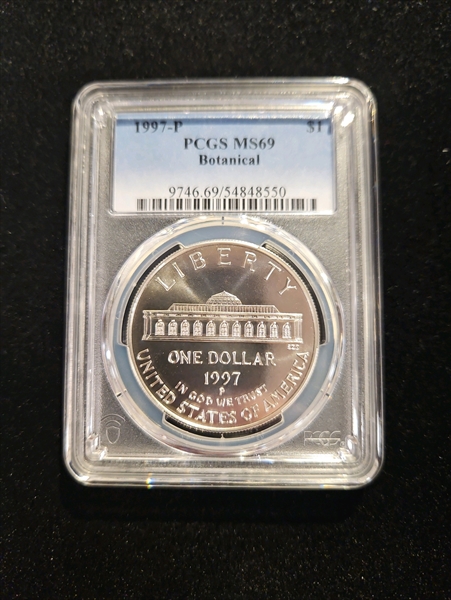 1997-P $1
PCGS MS69
Botanical
9746.69/54848550
LIBERTY
ONE DOLLAR
1997
P
IN GOD WE TRUST
UNITED STATES OF AMERICA
PCGS